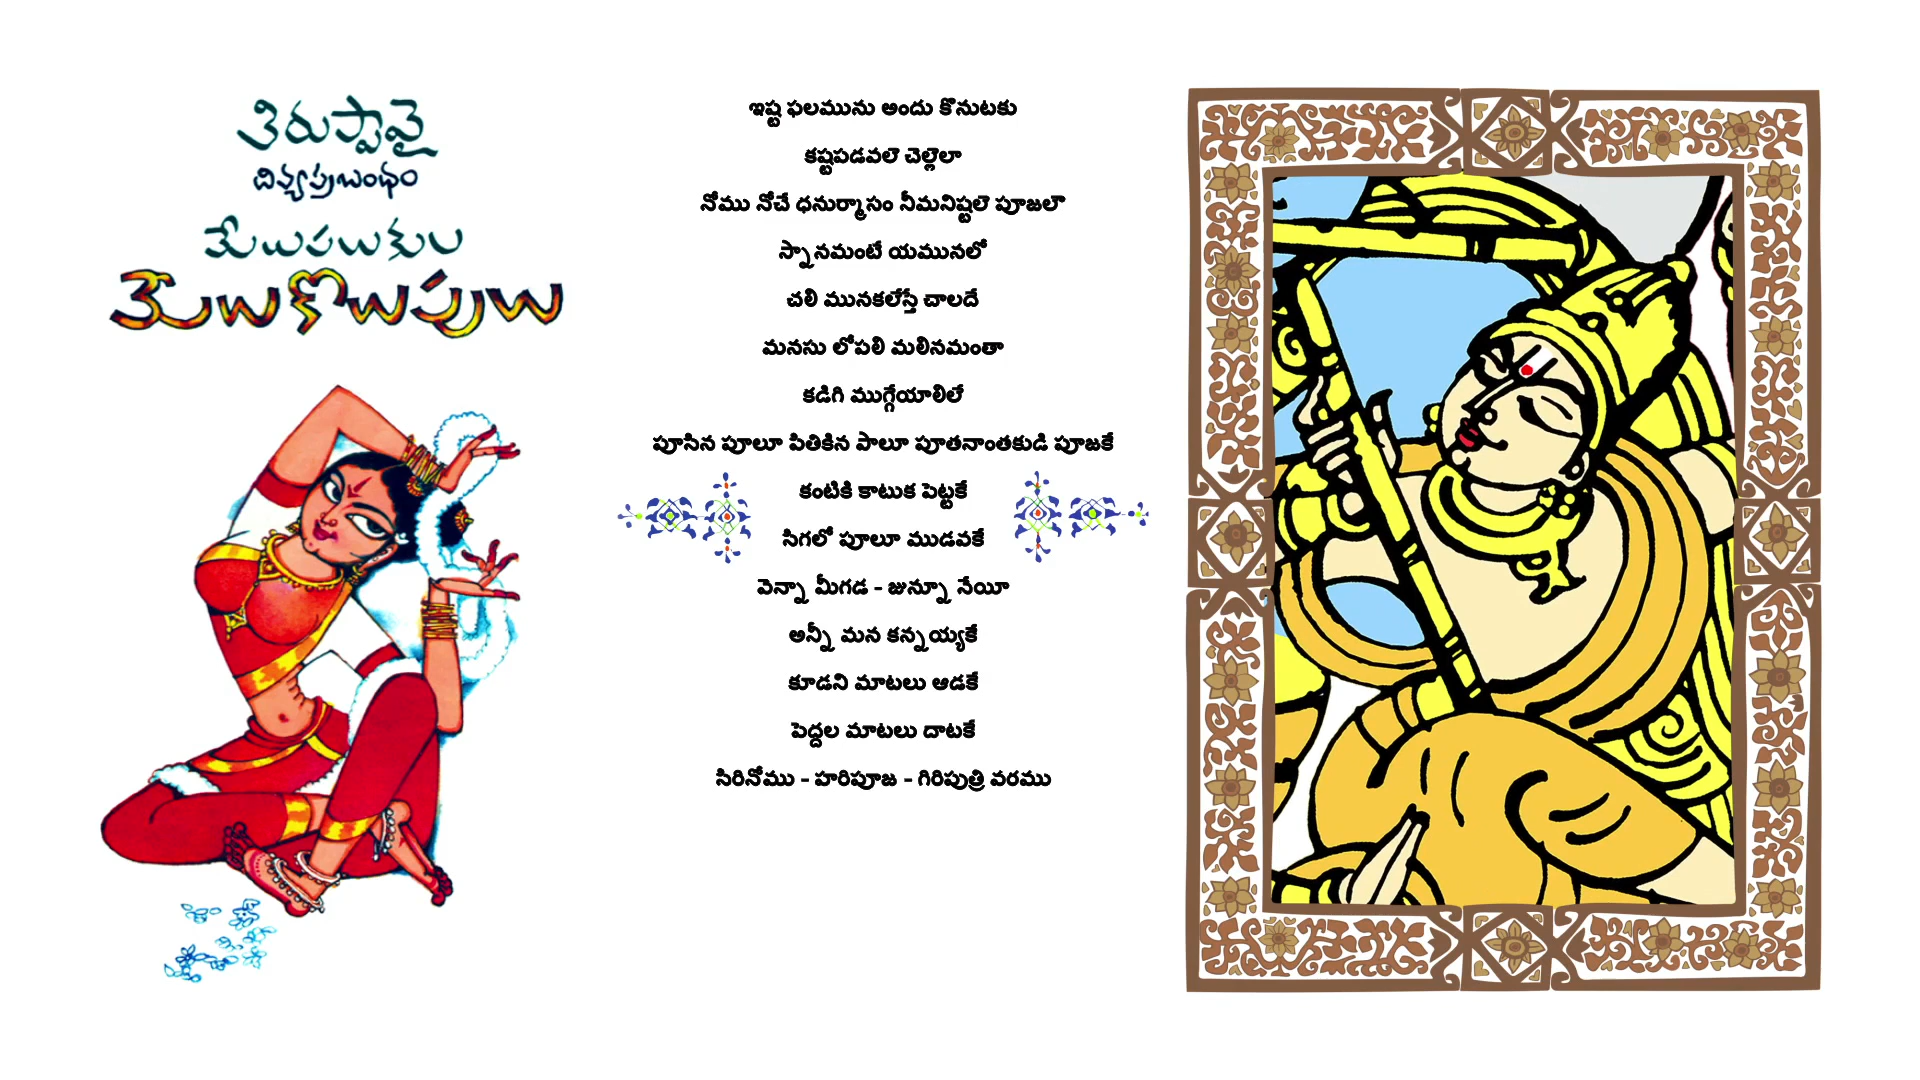 తిరుప్పావై
దివ్యప్రబంధం
మేలుపలుకుల
మేలుకొలుపులు
ఇష్ట ఫలమును అందు కొనుటకు
కష్టపడవలె చెల్లెలా
నోము నోచే ధనుర్మాసం నీమనిష్టలె పూజలౌ
స్నానమంటే యమునలో
చలి మునకలేస్తే చాలదే
మనసు లోపలి మలినమంతా
కడిగి ముగ్గేయాలిలే
పూసిన పూలూ పితికిన పాలూ పూతనాంతకుడి పూజకే
కంటికి కాటుక పెట్టకే
సిగలో పూలూ ముడవకే
వెన్నా మీగడ - జున్నూ నేయీ
అన్నీ మన కన్నయ్యకే
కూడని మాటలు ఆడకే
పెద్దల మాటలు దాటకే
సిరినోము - హరిపూజ - గిరిపుత్రి వరము